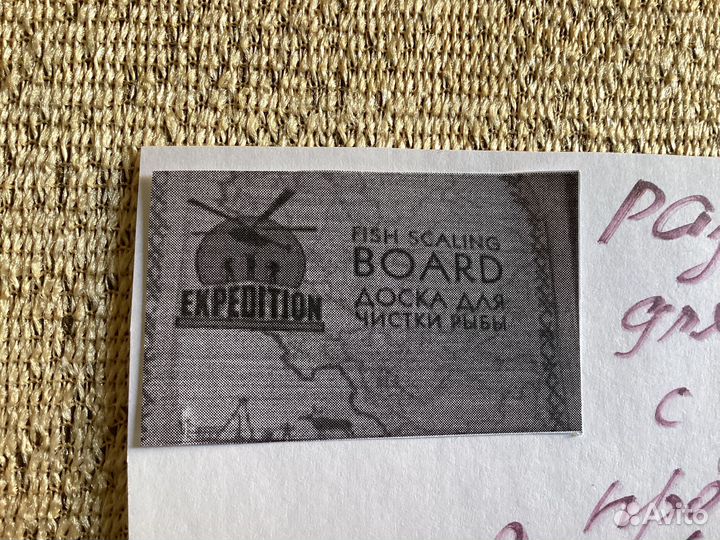 EXPEDITION
FISH SCALING
BOARD
ДОСКА ДЛЯ
ЧИСТКИ РЫБЫ
с
Avito